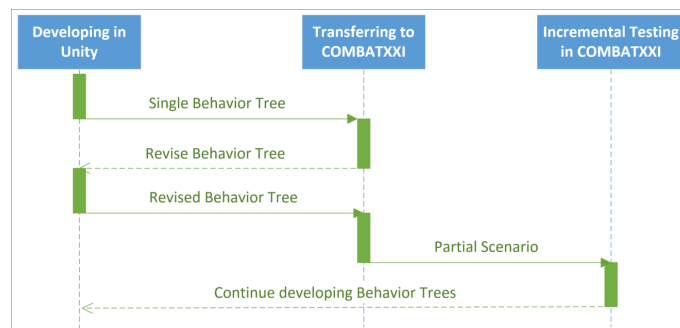 Developing in
Unity
Transferring to
COMBATXXI
Incremental Testing
in COMBATXXI
Single Behavior Tree
Revise Behavior Tree
Revised Behavior Tree
Partial Scenario
Continue developing Behavior Trees